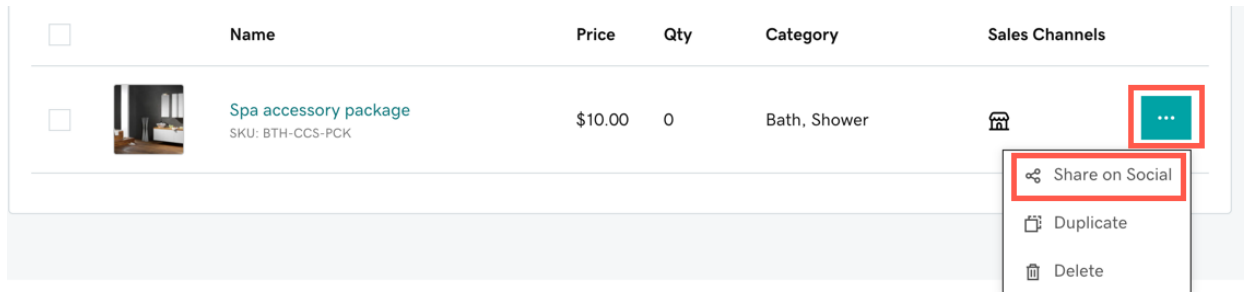 Name Price Qty Category Sales Channels
Spa accessory package
SKU: BTH-CCS-PCK
$10.00 0 Bath, Shower
Share on Social
Duplicate
Delete